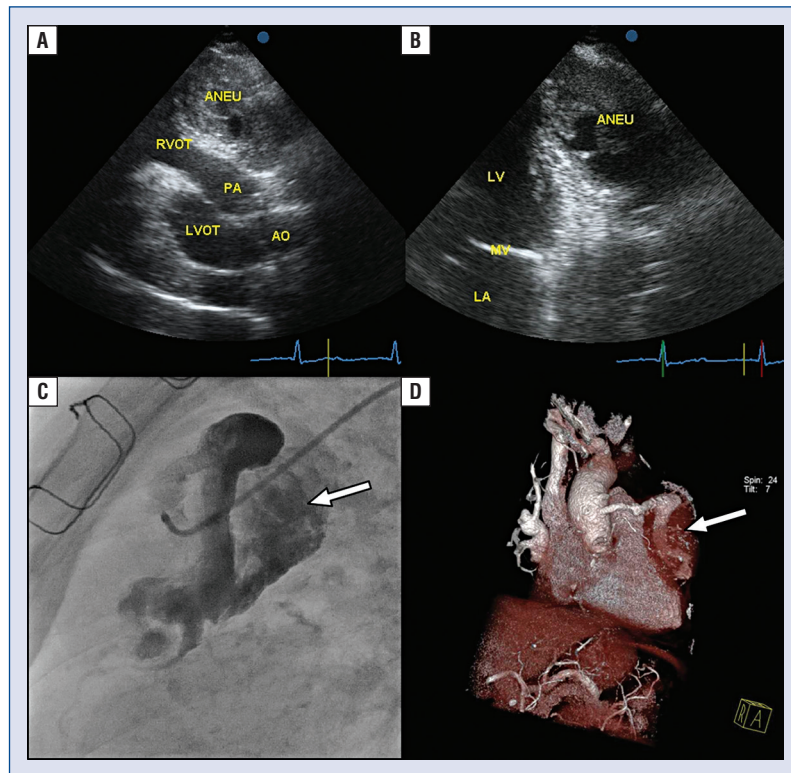 A
ANEU
RVOT
PA
LVOT
AO
B
ANEU
LV
MV
LA
C
D
Spin: 24
Tilt: 7
R A